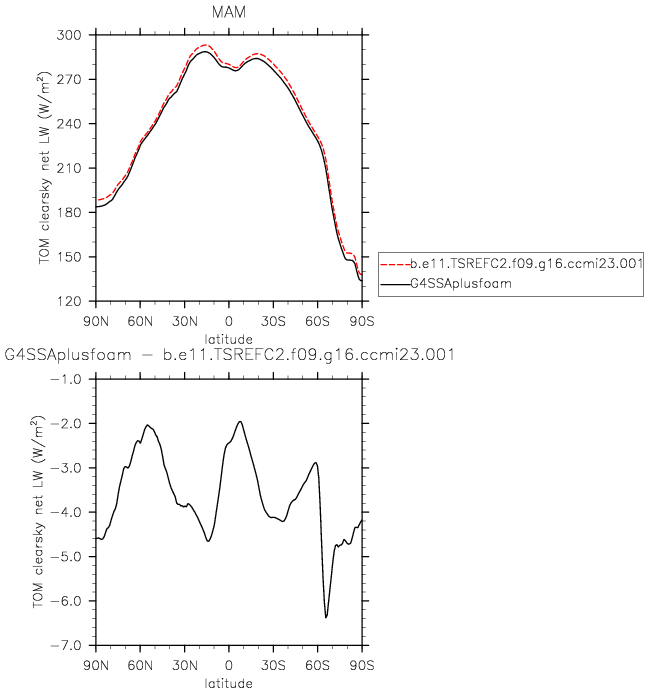 MAM
300
270
240
210
180
150
120
TOM clearsky net LW (W/m²)
90N 60N 30N 0 30S 60S 90S
latitude
b.e11.TSREFC2.f09.g16.ccmi23.001
G4SSAplusfoam
G4SSAplusfoam − b.e11.TSREFC2.f09.g16.ccmi23.001
−1.0
−2.0
−3.0
−4.0
−5.0
−6.0
−7.0
TOM clearsky net LW (W/m²)
90N 60N 30N 0 30S 60S 90S
latitude